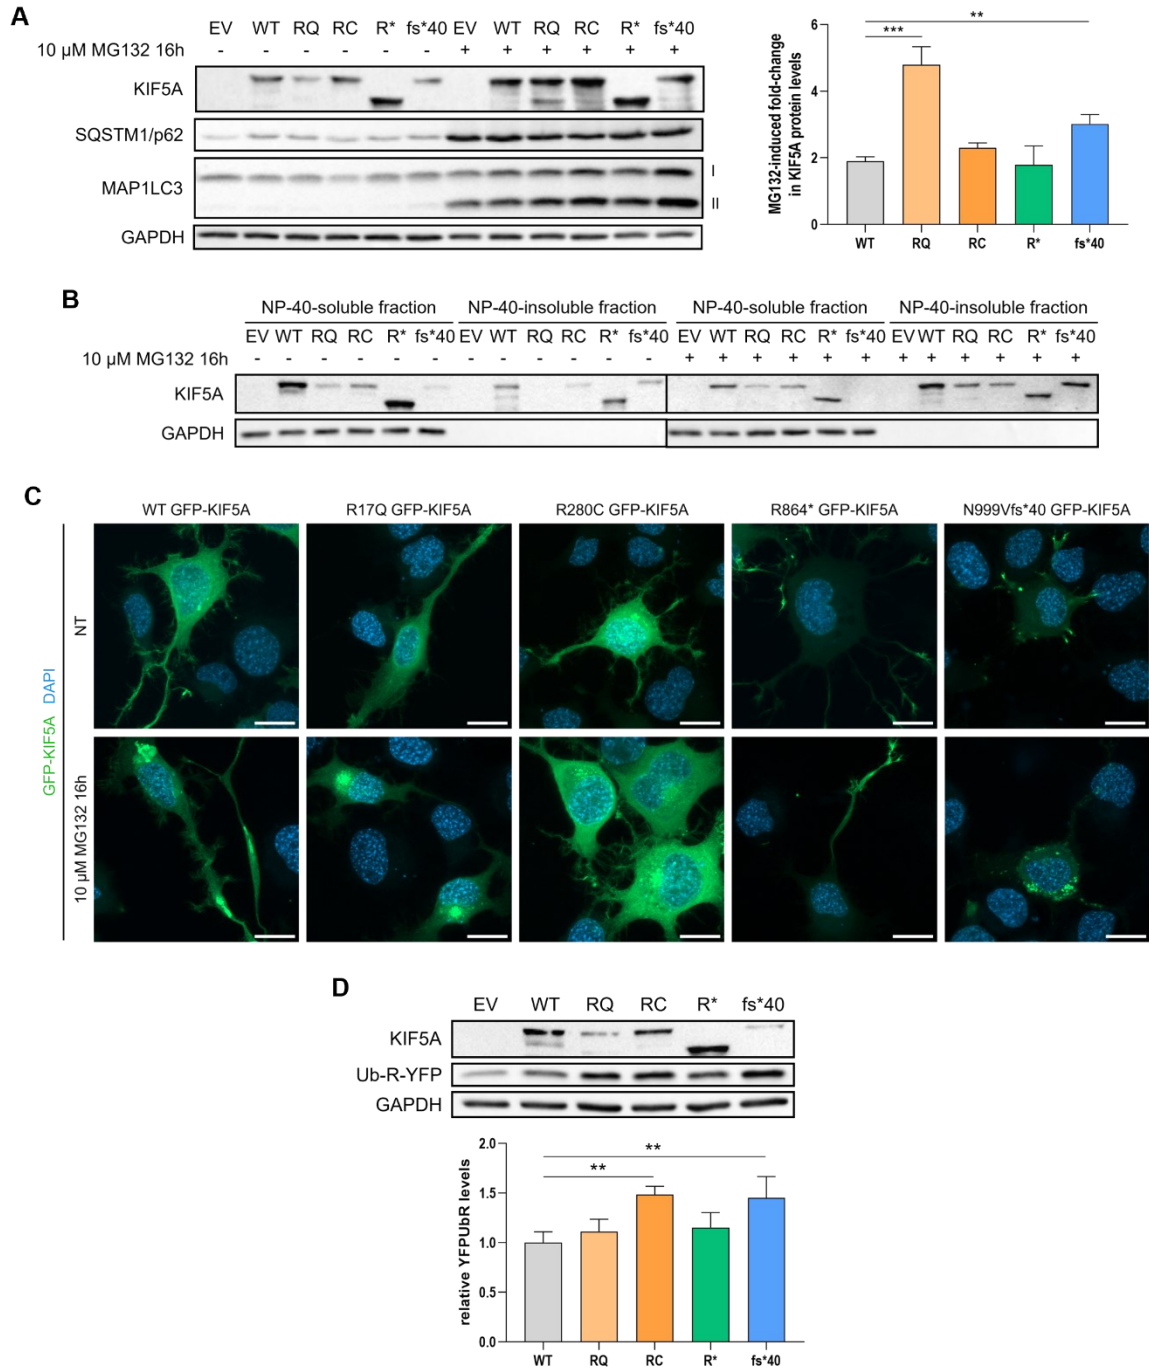 A
EV WT RQ RC R* fs*40 EV WT RQ RC R* fs*40
10 µM MG132 16h - - - - - - + + + + + +
KIF5A
SQSTM1/p62
MAP1LC3
I
II
GAPDH
MG132-induced fold-change
in KIF5A protein levels
6
4
2
0
***
**
WT RQ RC R* fs*40
B
NP-40-soluble fraction NP-40-insoluble fraction NP-40-soluble fraction NP-40-insoluble fraction
EV WT RQ RC R* fs*40 EV WT RQ RC R* fs*40 EV WT RQ RC R* fs*40 EV WT RQ RC R* fs*40
10 µM MG132 16h - - - - - - - - - - - - + + + + + + + + + + + +
KIF5A
GAPDH
C
WT GFP-KIF5A R17Q GFP-KIF5A R280C GFP-KIF5A R864* GFP-KIF5A N999Vfs*40 GFP-KIF5A
GFP-KIF5A DAPI
NT
10 µM MG132 16h
D
EV WT RQ RC R* fs*40
KIF5A
Ub-R-YFP
GAPDH
relative YFPUbR levels
2.0
1.5
1.0
0.5
0.0
**
**
WT RQ RC R* fs*40